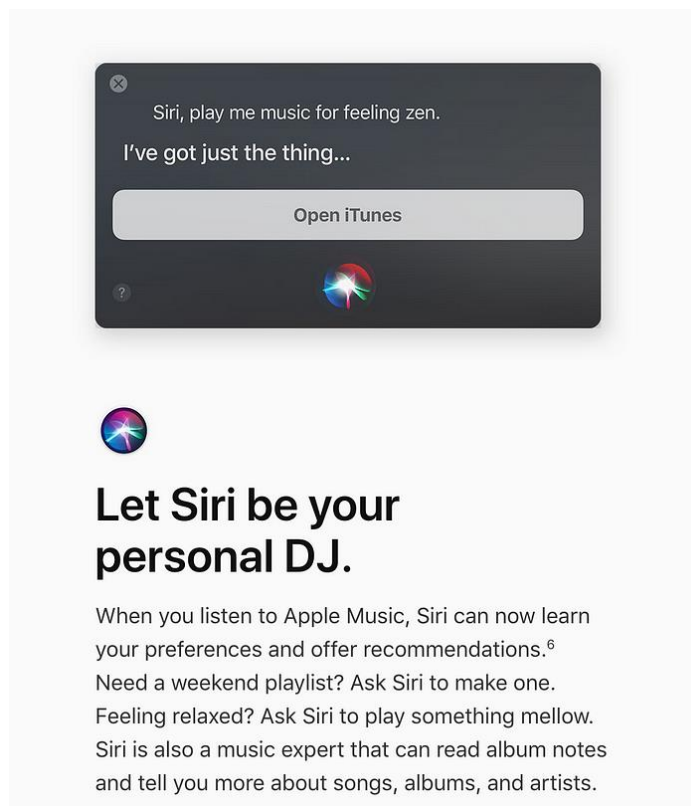 Siri, play me music for feeling zen.
I've got just the thing...
Open iTunes
?
Let Siri be your
personal DJ.
When you listen to Apple Music, Siri can now learn
your preferences and offer recommendations.⁶
Need a weekend playlist? Ask Siri to make one.
Feeling relaxed? Ask Siri to play something mellow.
Siri is also a music expert that can read album notes
and tell you more about songs, albums, and artists.